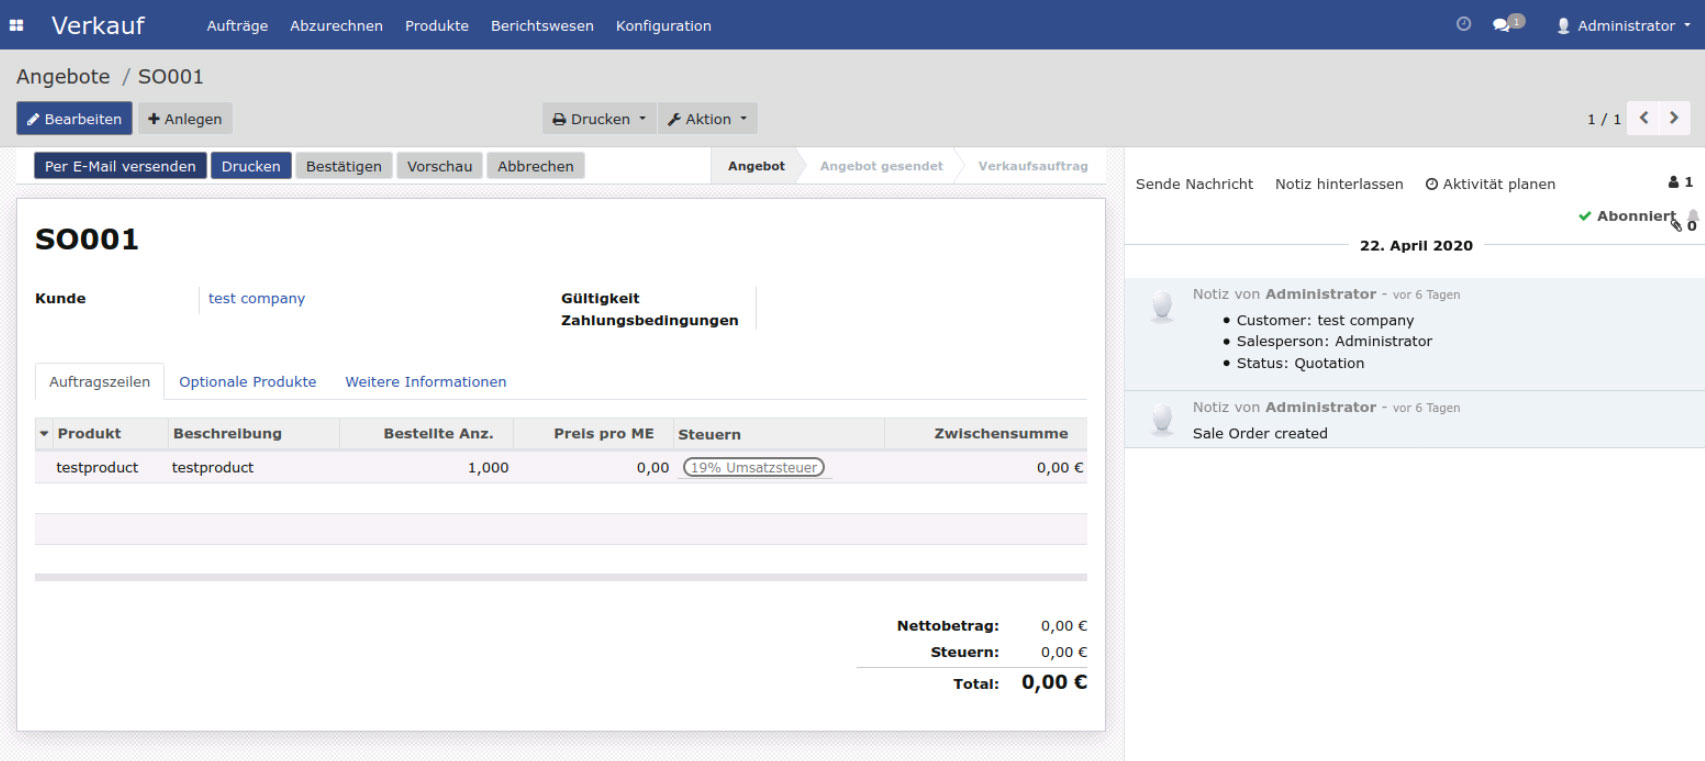 Verkauf Aufträge Abzurechnen Produkte Berichtswesen Konfiguration 1 Administrator
Angebote / SO001
Bearbeiten Anlegen Drucken Aktion 1 / 1
Per E-Mail versenden Drucken Bestätigen Vorschau Abbrechen Angebot Angebot gesendet Verkaufsauftrag
SO001
Kunde test company Gültigkeit
Zahlungsbedingungen
Auftragszeilen Optionale Produkte Weitere Informationen
Produkt Beschreibung Bestellte Anz. Preis pro ME Steuern Zwischensumme
testproduct testproduct 1,000 0,00 19% Umsatzsteuer 0,00 €
Nettobetrag: 0,00 €
Steuern: 0,00 €
Total: 0,00 €
Sende Nachricht Notiz hinterlassen Aktivität planen 1
Abonniert 0
22. April 2020
Notiz von Administrator - vor 6 Tagen
• Customer: test company
• Salesperson: Administrator
• Status: Quotation
Notiz von Administrator - vor 6 Tagen
Sale Order created